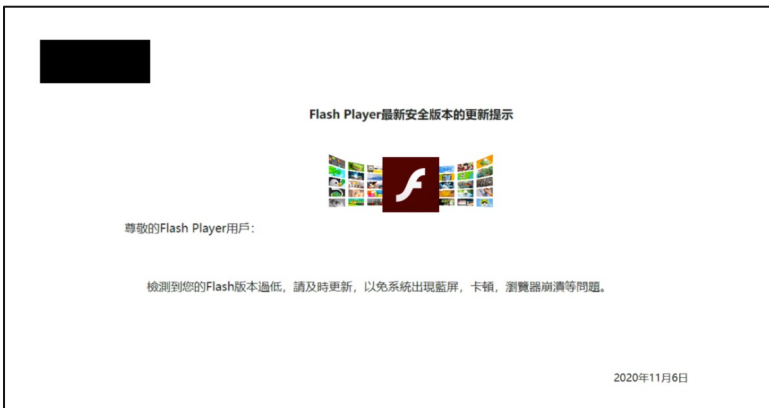 Flash Player最新安全版本的更新提示
尊敬的Flash Player用戶：
檢測到您的Flash版本過低，請及時更新，以免系統出現藍屏，卡頓，瀏覽器崩潰等問題。
2020年11月6日